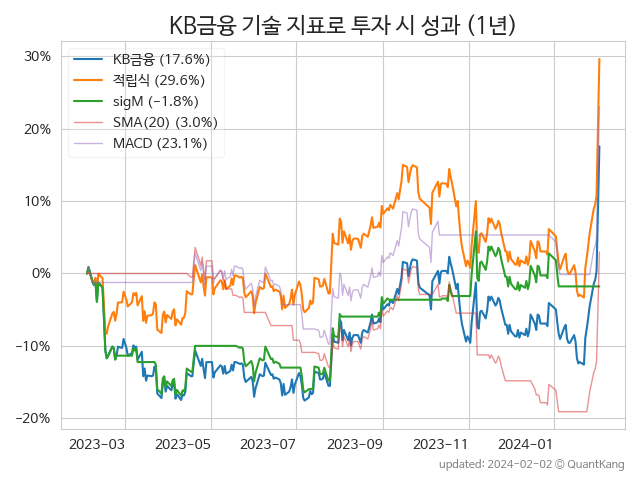 KB금융 기술 지표로 투자 시 성과 (1년)
KB금융 (17.6%)
적립식 (29.6%)
sigM (−1.8%)
SMA(20) (3.0%)
MACD (23.1%)
30%
20%
10%
0%
−10%
−20%
2023-03 2023-05 2023-07 2023-09 2023-11 2024-01
updated: 2024-02-02 © QuantKang